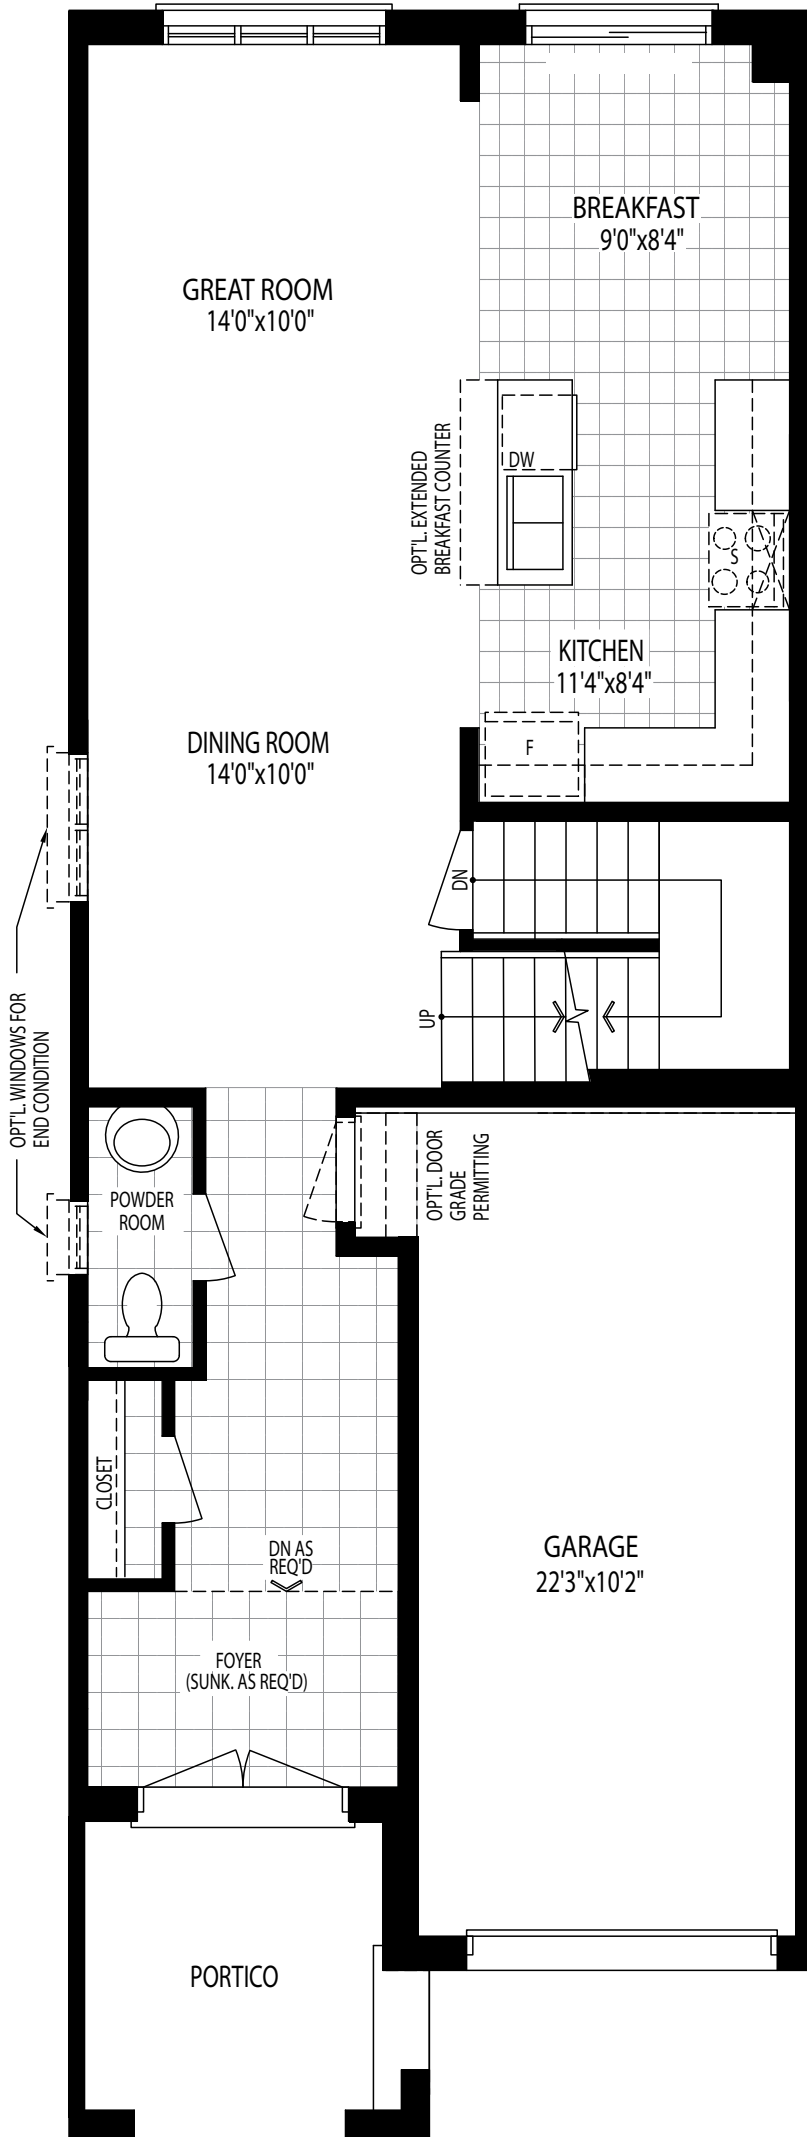 BREAKFAST
9'0"x8'4"
GREAT ROOM
14'0"x10'0"
OPT'L. EXTENDED
BREAKFAST COUNTER
DW
S
KITCHEN
11'4"x8'4"
F
DINING ROOM
14'0"x10'0"
DN
UP
OPT'L. WINDOWS FOR
END CONDITION
OPT'L. DOOR
GRADE
PERMITTING
POWDER
ROOM
CLOSET
DN AS
REQ'D
GARAGE
22'3"x10'2"
FOYER
(SUNK. AS REQ'D)
PORTICO